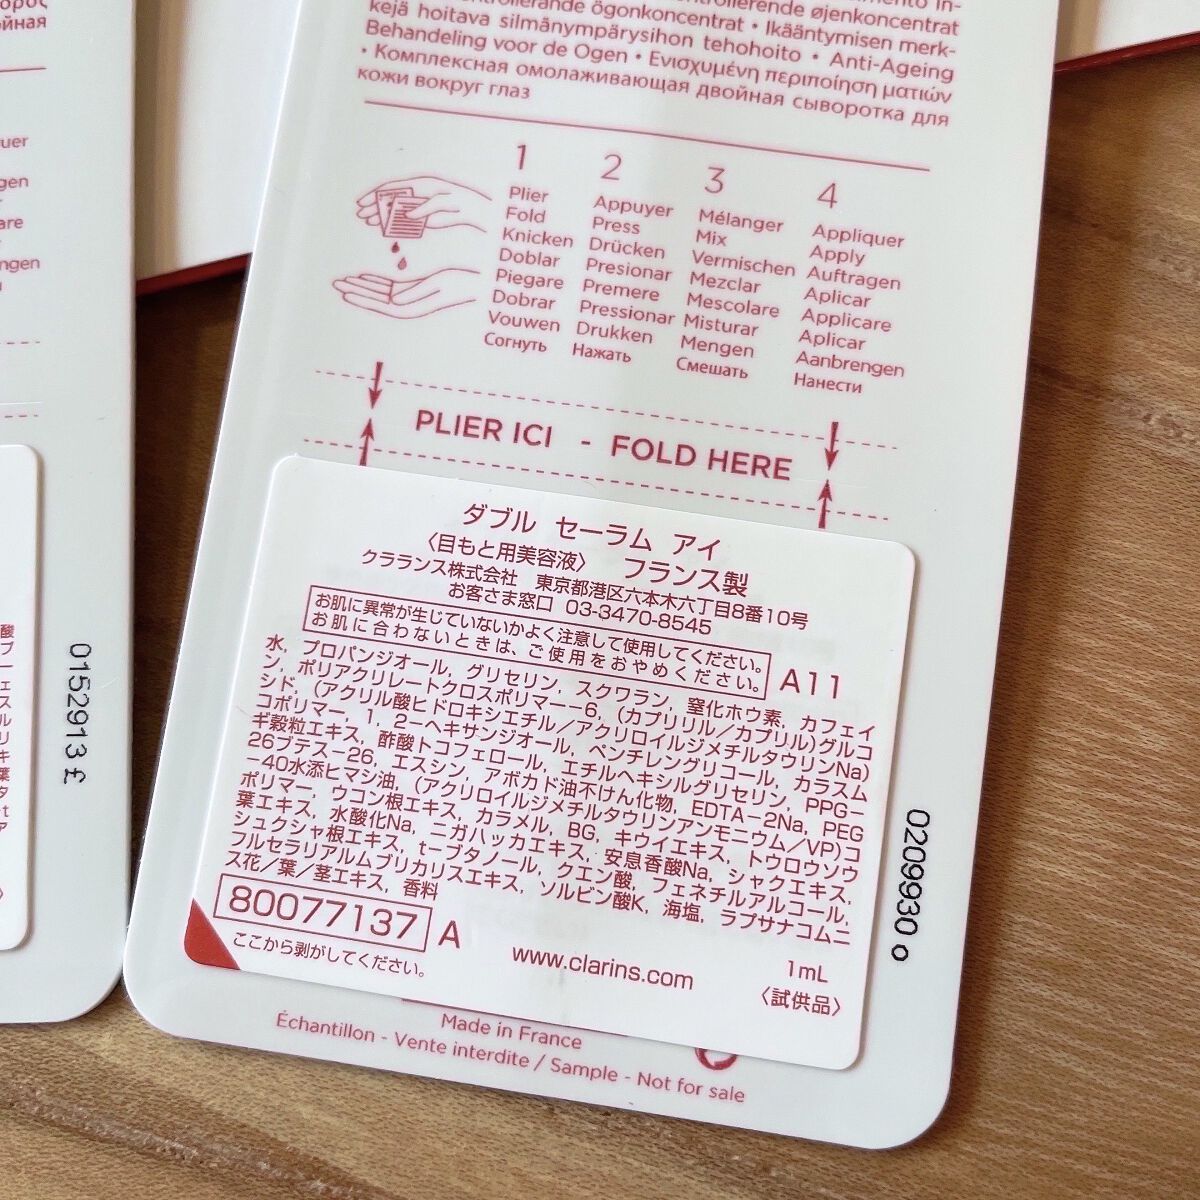 ögonkoncentrat • øjenkoncentrat
kejä hoitava silmänympärysihon tehohoito • Ikääntymisen merk-
Behandeling voor de Ogen • Ενισχυμένη περιποίηση ματιών
• Anti-Ageing
• Комплексная омолаживающая двойная сыворотка для
кожи вокруг глаз
1
Plier
Fold
Knicken
Doblar
Piegare
Dobrar
Vouwen
Согнуть
2
Appuyer
Press
Drücken
Presionar
Premere
Pressionar
Drukken
Нажать
3
Mélanger
Mix
Vermischen
Mezclar
Mescolare
Misturar
Mengen
Смешать
4
Appliquer
Apply
Auftragen
Aplicar
Applicare
Aplicar
Aanbrengen
Нанести
PLIER ICI - FOLD HERE
ダブル セーラム アイ
〈目もと用美容液〉 フランス製
クラランス株式会社 東京都港区六本木六丁目8番10号
お客さま窓口 03-3470-8545
お肌に異常が生じていないかよく注意して使用してください。
お肌に合わないときは、ご使用をおやめください。 A11
水, プロパンジオール, グリセリン, スクワラン, 窒化ホウ素, カフェイ
ン, ポリアクリレートクロスポリマー-6, (カプリリル/カプリル)グルコ
シド, (アクリル酸ヒドロキシエチル/アクリロイルジメチルタウリンNa)
コポリマー, 1, 2-ヘキサンジオール, ペンチレングリコール, カラスム
ギ穀粒エキス, 酢酸トコフェロール, エチルヘキシルグリセリン, PPG-
26ブテス-26, エスシン, アボカド油不けん化物, EDTA-2Na, PEG
-40水添ヒマシ油, (アクリロイルジメチルタウリンアンモニウム/VP)コ
ポリマー, ウコン根エキス, カラメル, BG, キウイエキス, トウロウソウ
葉エキス, 水酸化Na, ニガハッカエキス, 安息香酸Na, シャクエキス,
シュクシャ根エキス, t-ブタノール, クエン酸, フェネチルアルコール,
フルセラリアルムブリカリスエキス, ソルビン酸K, 海塩, ラプサナコムニ
ス花/葉/茎エキス, 香料
80077137 A
ここから剥がしてください。
www.clarins.com
1mL
〈試供品〉
Made in France
Échantillon - Vente interdite / Sample - Not for sale
0209930 o
0152913 £